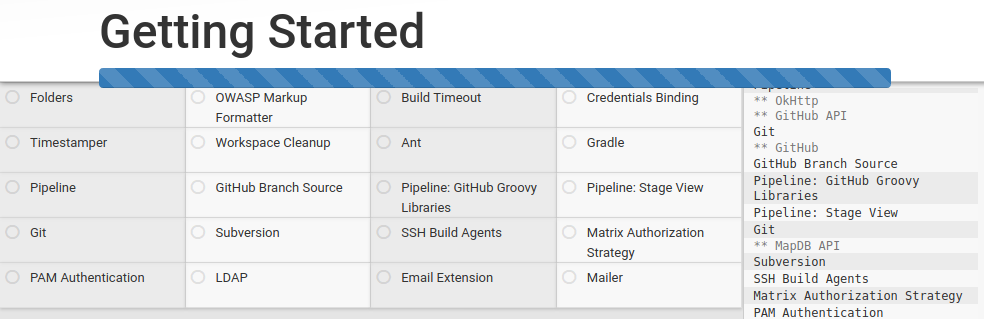 Getting Started
Folders
OWASP Markup
Formatter
Build Timeout
Credentials Binding
Timestamper
Workspace Cleanup
Ant
Gradle
Pipeline
GitHub Branch Source
Pipeline: GitHub Groovy
Libraries
Pipeline: Stage View
Git
Subversion
SSH Build Agents
Matrix Authorization
Strategy
PAM Authentication
LDAP
Email Extension
Mailer
** OkHttp
** GitHub API
Git
** GitHub
GitHub Branch Source
Pipeline: GitHub Groovy
Libraries
Pipeline: Stage View
Git
** MapDB API
Subversion
SSH Build Agents
Matrix Authorization Strategy
PAM Authentication